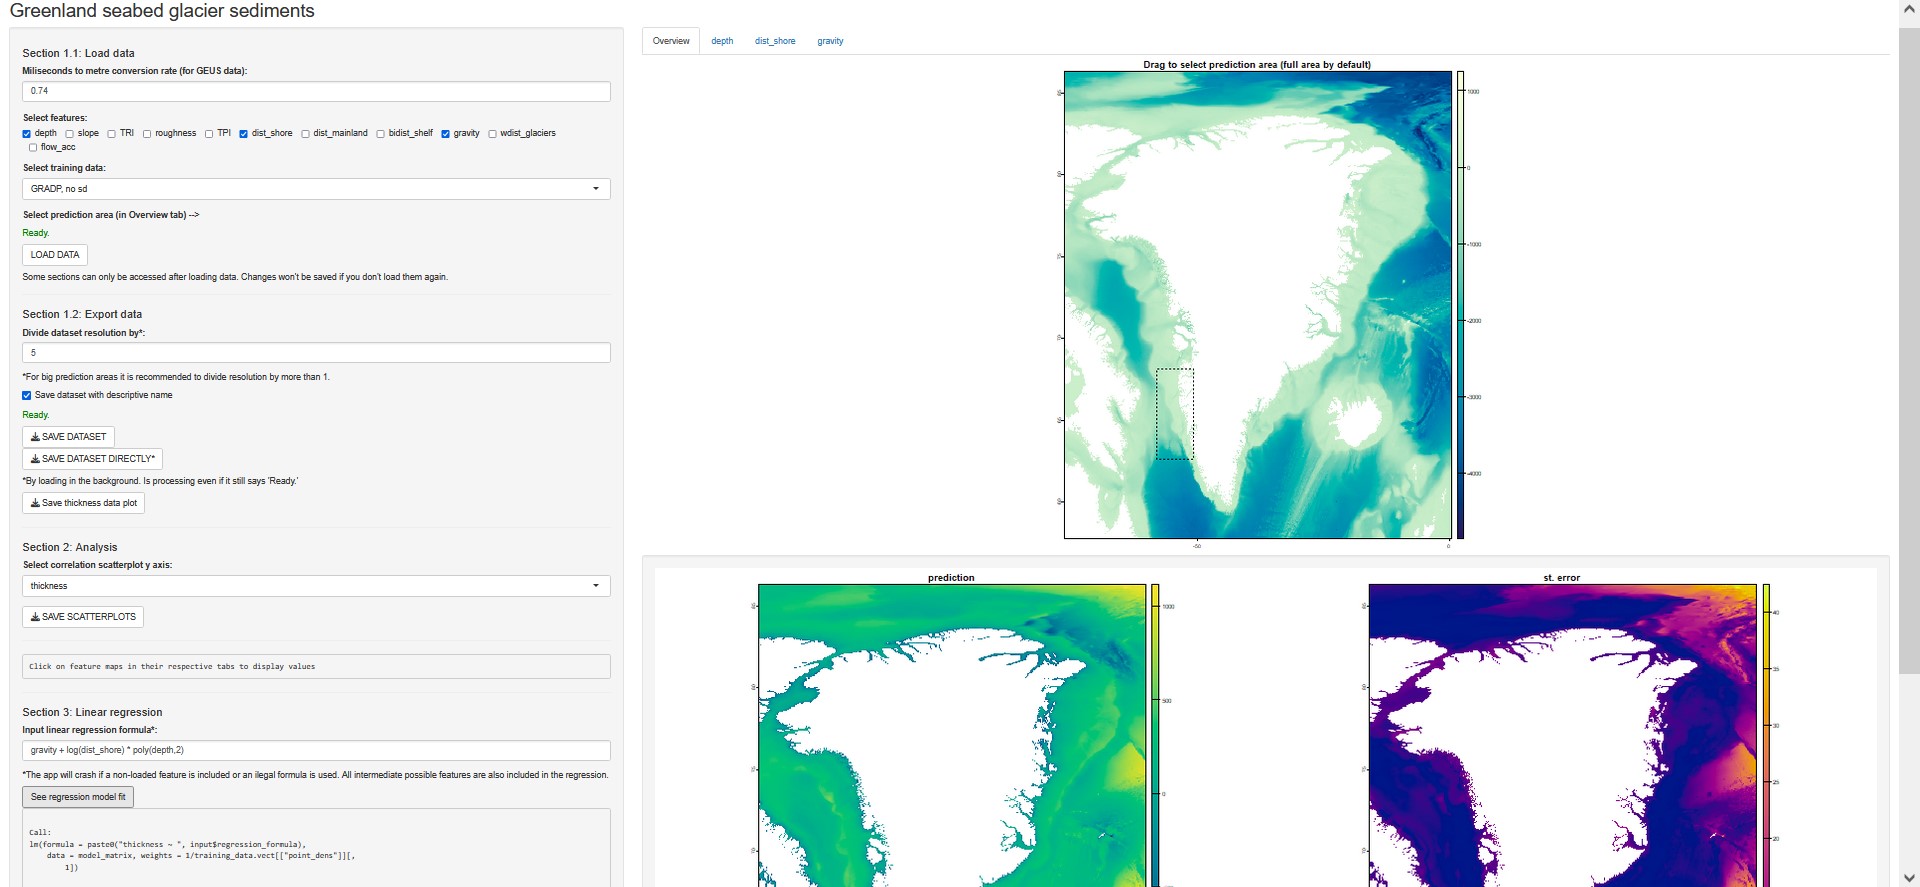 Greenland seabed glacier sediments
Section 1.1: Load data
Miliseconds to metre conversion rate (for GEUS data):
0.74
Select features:
depth slope TRI roughness TPI dist_shore dist_mainland bidist_shelf gravity wdist_glaciers
flow_acc
Select training data:
GRADP, no sd
Select prediction area (in Overview tab) -->
Ready.
LOAD DATA
Some sections can only be accessed after loading data. Changes won't be saved if you don't load them again.
Section 1.2: Export data
Divide dataset resolution by*:
5
*For big prediction areas it is recommended to divide resolution by more than 1.
Save dataset with descriptive name
Ready.
SAVE DATASET
SAVE DATASET DIRECTLY*
*By loading in the background. Is processing even if it still says 'Ready.'
Save thickness data plot
Section 2: Analysis
Select correlation scatterplot y axis:
thickness
SAVE SCATTERPLOTS
Click on feature maps in their respective tabs to display values
Section 3: Linear regression
Input linear regression formula*:
gravity + log(dist_shore) * poly(depth,2)
*The app will crash if a non-loaded feature is included or an ilegal formula is used. All intermediate possible features are also included in the regression.
See regression model fit
Call:
lm(formula = paste0("thickness ~ ", input$regression_formula),
data = model_matrix, weights = 1/training_data.vect[["point_dens"]][,
1])
Overview depth dist_shore gravity
Drag to select prediction area (full area by default)
1000
0
-1000
-2000
-3000
-4000
-50
0
prediction
1000
500
0
st. error
40
35
30
25
20